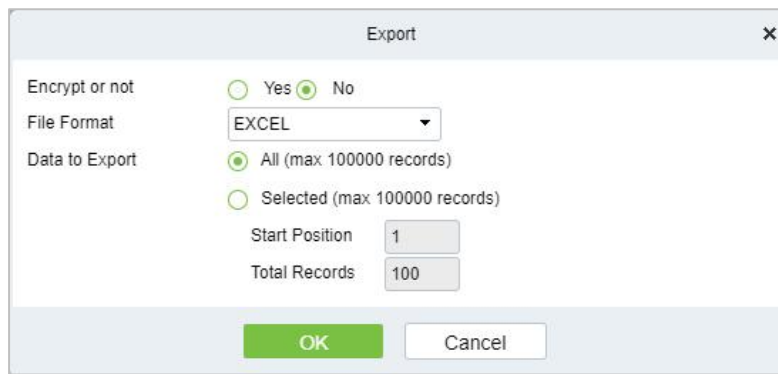 Export
Encrypt or not Yes No
File Format EXCEL
Data to Export All (max 100000 records)
Selected (max 100000 records)
Start Position 1
Total Records 100
OK Cancel